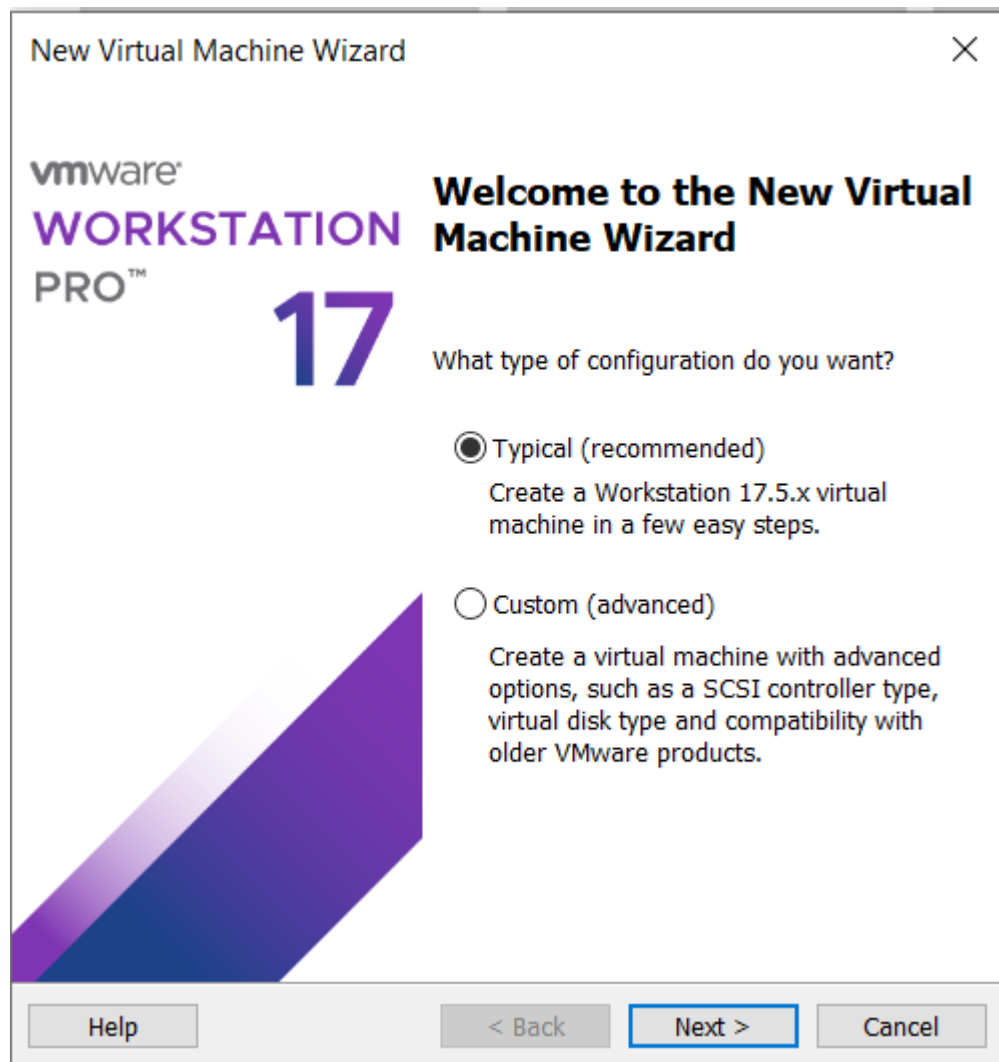 New Virtual Machine Wizard
vmware
WORKSTATION
PRO™
17
Welcome to the New Virtual
Machine Wizard
What type of configuration do you want?
Typical (recommended)
Create a Workstation 17.5.x virtual
machine in a few easy steps.
Custom (advanced)
Create a virtual machine with advanced
options, such as a SCSI controller type,
virtual disk type and compatibility with
older VMware products.
Help
< Back
Next >
Cancel